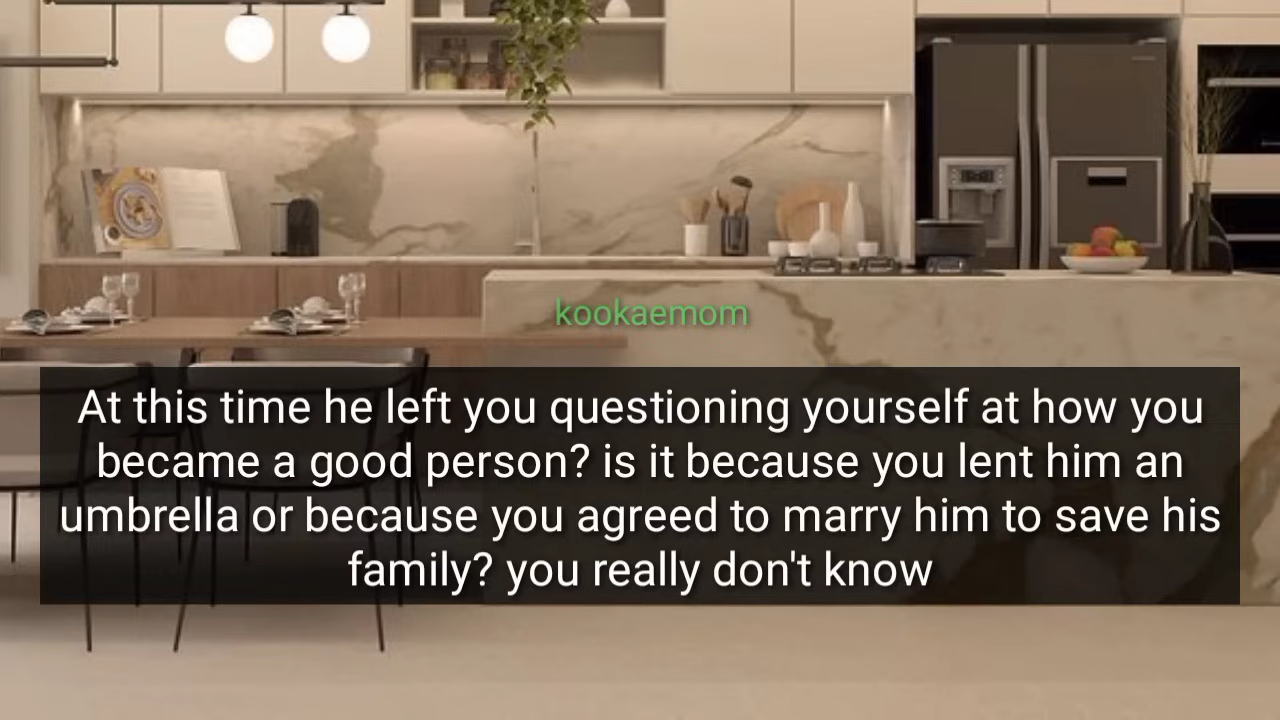 kookaemom
At this time he left you questioning yourself at how you
became a good person? is it because you lent him an
umbrella or because you agreed to marry him to save his
family? you really don't know